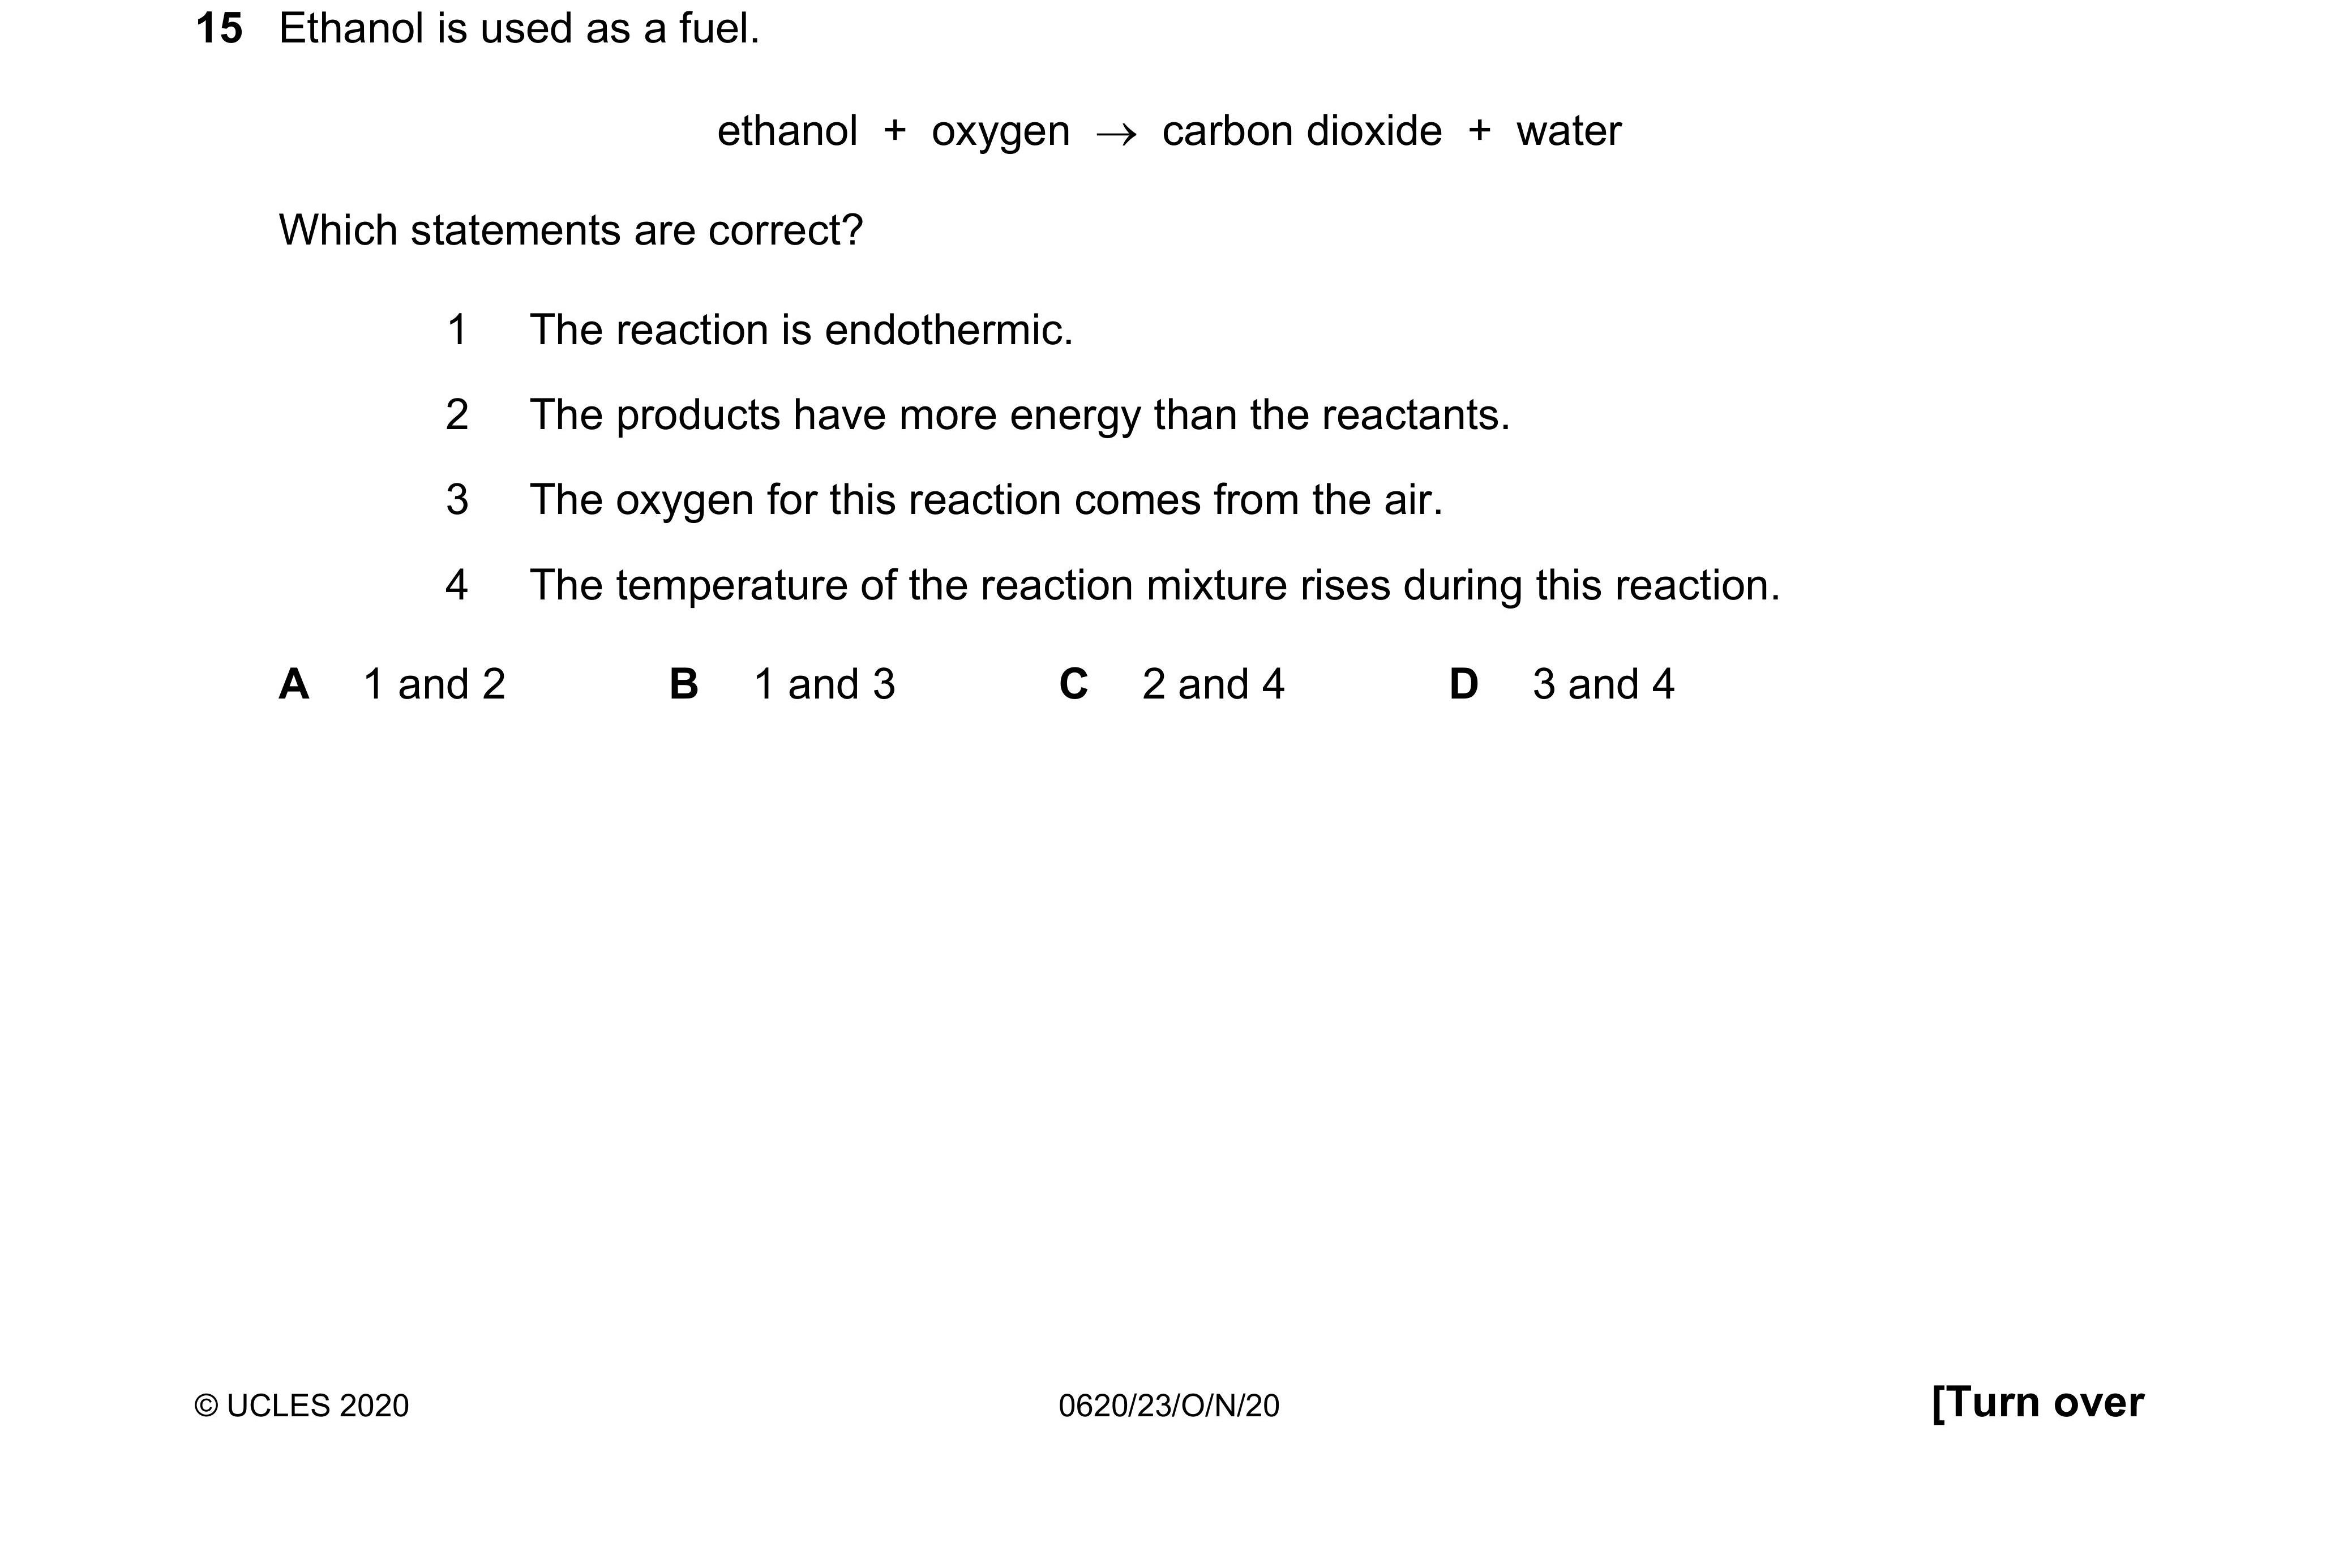 15 Ethanol is used as a fuel.
ethanol + oxygen → carbon dioxide + water
Which statements are correct?
1 The reaction is endothermic.
2 The products have more energy than the reactants.
3 The oxygen for this reaction comes from the air.
4 The temperature of the reaction mixture rises during this reaction.
A 1 and 2 B 1 and 3 C 2 and 4 D 3 and 4
© UCLES 2020 0620/23/O/N/20 [Turn over